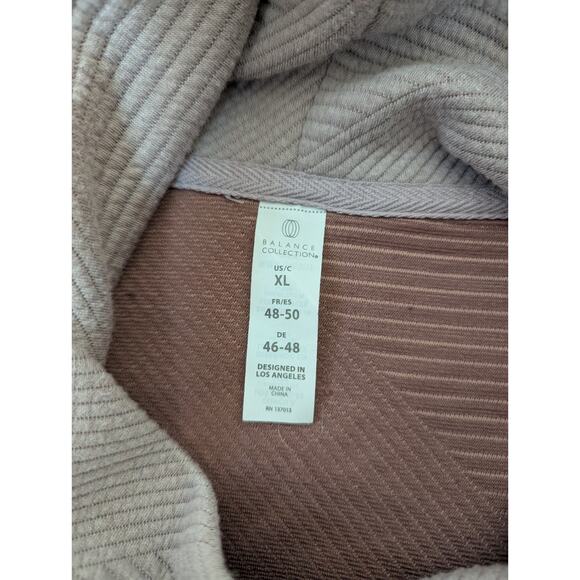 BALANCE
COLLECTION®
US/C
XL
FR/ES
48-50
DE
46-48
DESIGNED IN
LOS ANGELES
MADE IN
CHINA
RN 137013